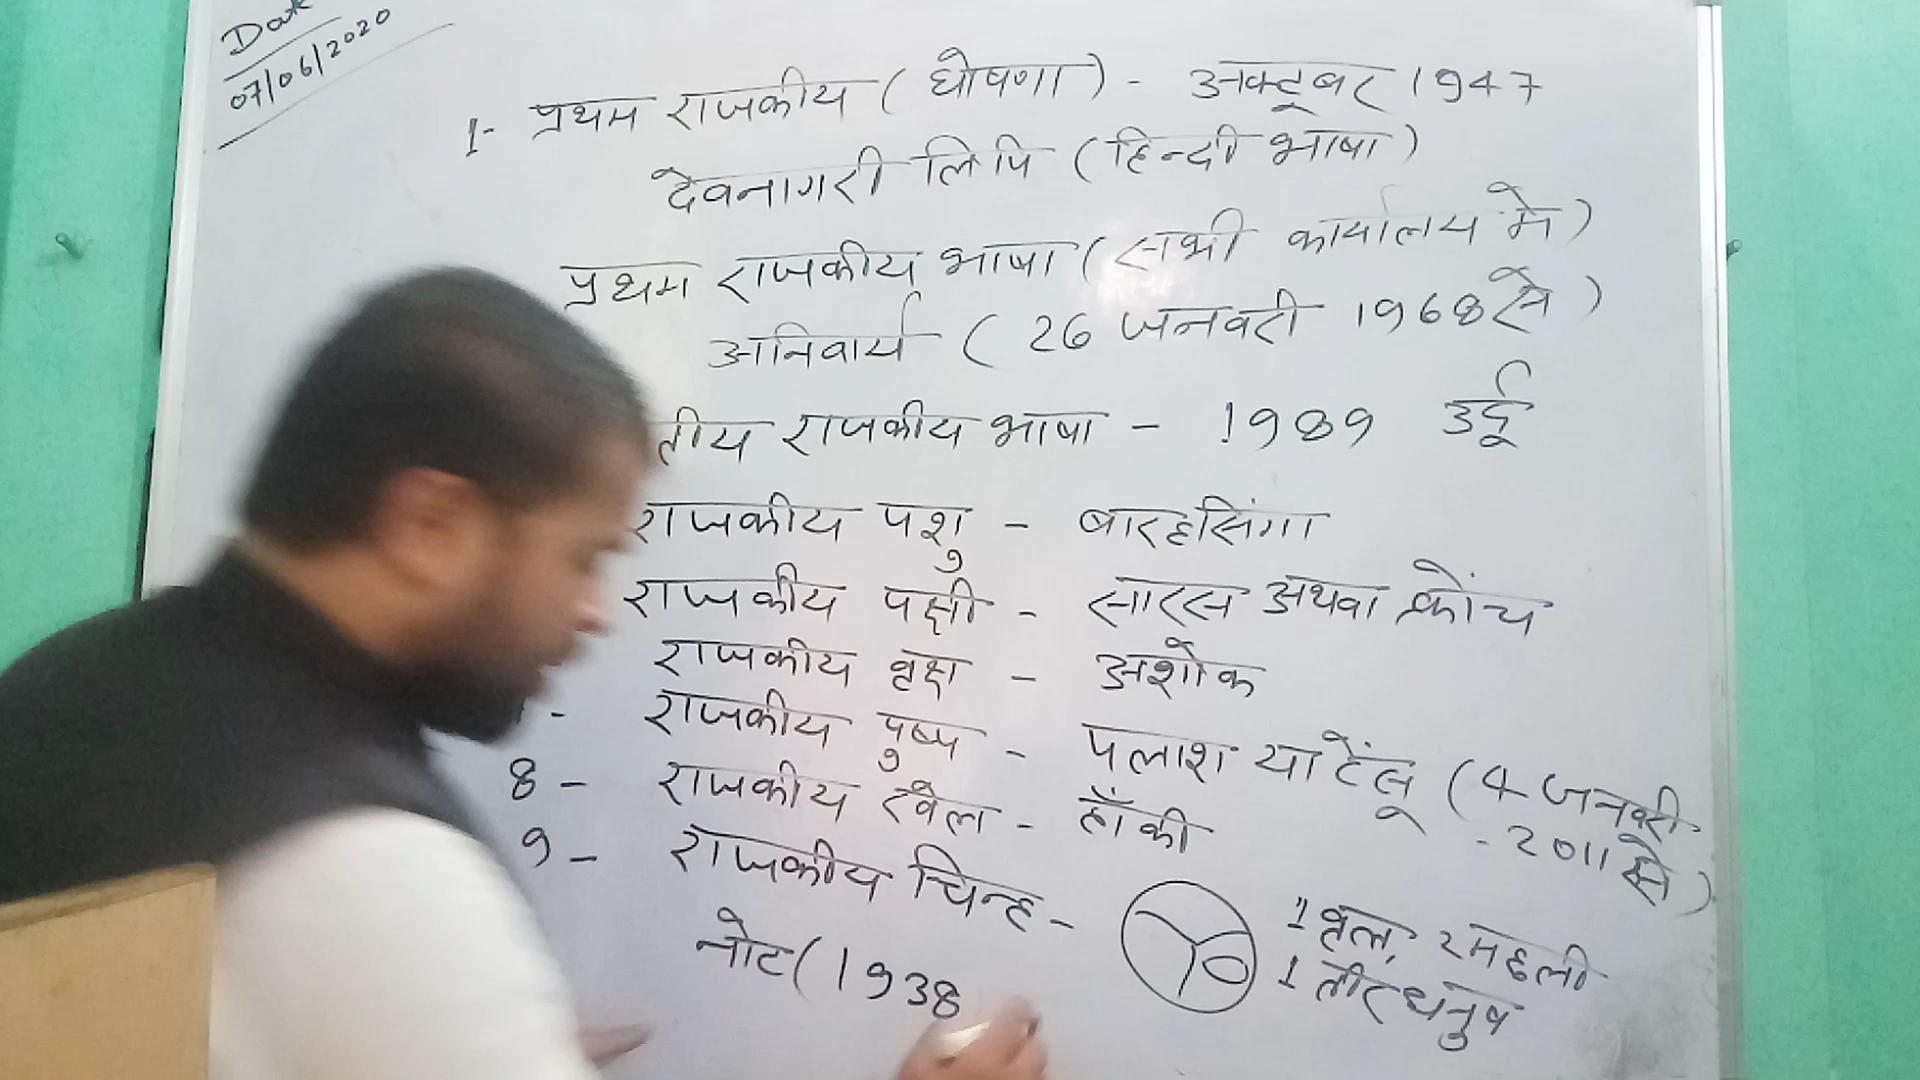 Date
07/06/2020
1- प्रथम राजकीय (घोषणा) - अक्टूबर 1947
देवनागरी लिपि (हिन्दी भाषा)
प्रथम राजकीय भाषा (सभी कार्यालय मे)
अनिवार्य ( 26 जनवरी 1968 से )
तीय राजकीय भाषा - 1989 उर्दू
राजकीय पशु - बारहसिंगा
राजकीय पक्षी - सारस अथवा क्रोंच
राजकीय वृक्ष - अशोक
- राजकीय पुष्प - पलाश या टेंसू (4 जनवरी
- 2011 से)
8 - राजकीय खेल - हॉकी
9 - राजकीय चिन्ह -
1 वृत्त, 2 मछली
1 तीर धनुष
नोट (1938